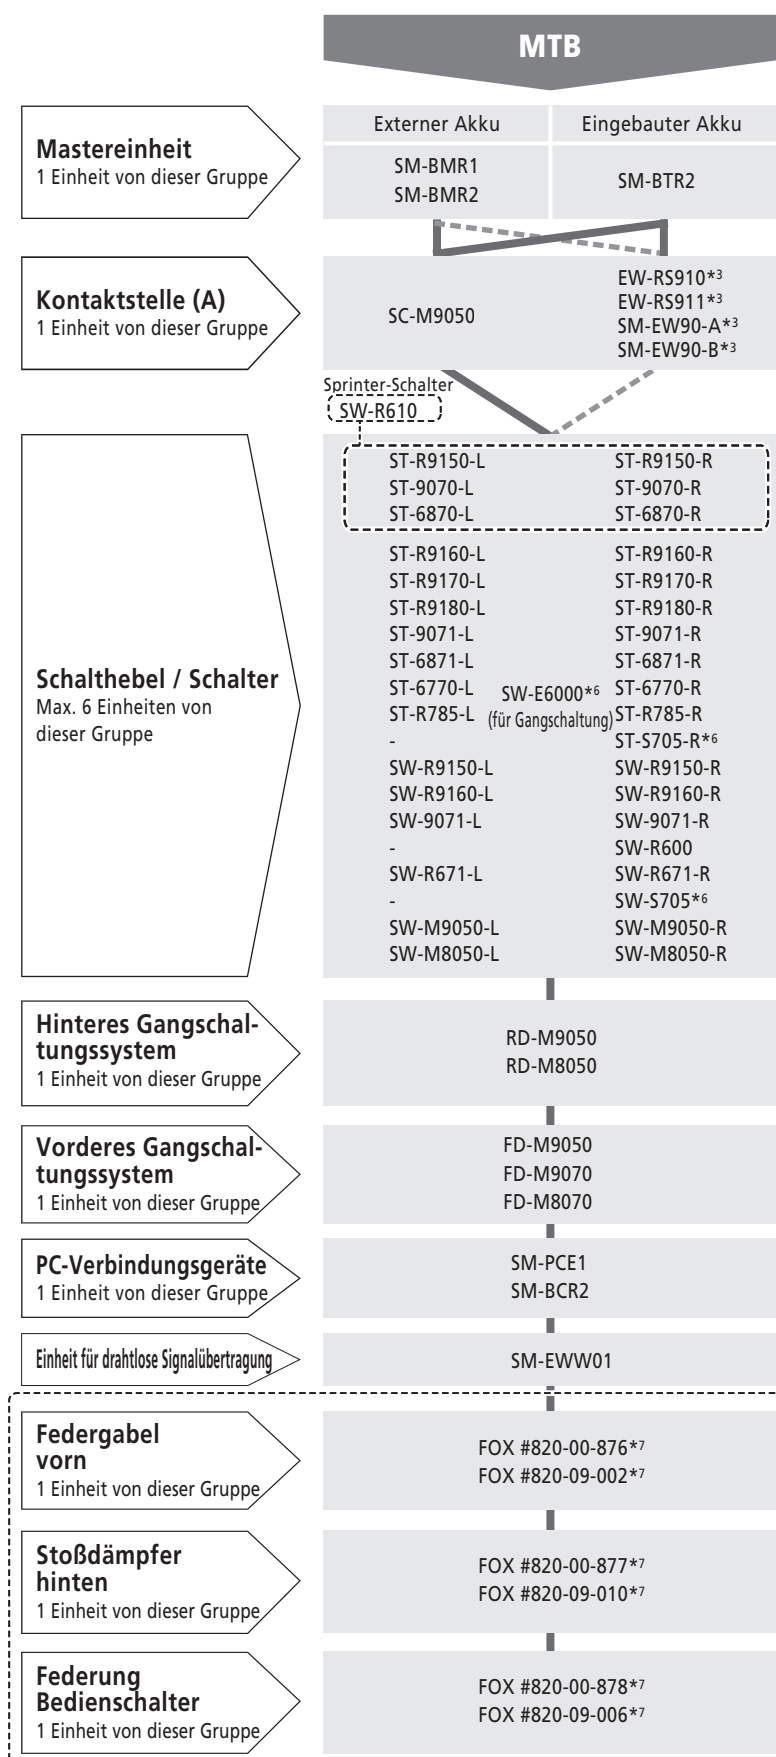 MTB
Mastereinheit
1 Einheit von dieser Gruppe
Externer Akku
Eingebauter Akku
SM-BMR1
SM-BMR2
SM-BTR2
Kontaktstelle (A)
1 Einheit von dieser Gruppe
SC-M9050
EW-RS910*3
EW-RS911*3
SM-EW90-A*3
SM-EW90-B*3
Sprinter-Schalter
SW-R610
Schalthebel / Schalter
Max. 6 Einheiten von
dieser Gruppe
ST-R9150-L ST-R9150-R
ST-9070-L ST-9070-R
ST-6870-L ST-6870-R
ST-R9160-L ST-R9160-R
ST-R9170-L ST-R9170-R
ST-R9180-L ST-R9180-R
ST-9071-L ST-9071-R
ST-6871-L ST-6871-R
ST-6770-L SW-E6000*6 ST-6770-R
ST-R785-L (für Gangschaltung) ST-R785-R
- ST-S705-R*6
SW-R9150-L SW-R9150-R
SW-R9160-L SW-R9160-R
SW-9071-L SW-9071-R
- SW-R600
SW-R671-L SW-R671-R
- SW-S705*6
SW-M9050-L SW-M9050-R
SW-M8050-L SW-M8050-R
Hinteres Gangschal-
tungssystem
1 Einheit von dieser Gruppe
RD-M9050
RD-M8050
Vorderes Gangschal-
tungssystem
1 Einheit von dieser Gruppe
FD-M9050
FD-M9070
FD-M8070
PC-Verbindungsgeräte
1 Einheit von dieser Gruppe
SM-PCE1
SM-BCR2
Einheit für drahtlose Signalübertragung
SM-EWW01
Federgabel
vorn
1 Einheit von dieser Gruppe
FOX #820-00-876*7
FOX #820-09-002*7
Stoßdämpfer
hinten
1 Einheit von dieser Gruppe
FOX #820-00-877*7
FOX #820-09-010*7
Federung
Bedienschalter
1 Einheit von dieser Gruppe
FOX #820-00-878*7
FOX #820-09-006*7